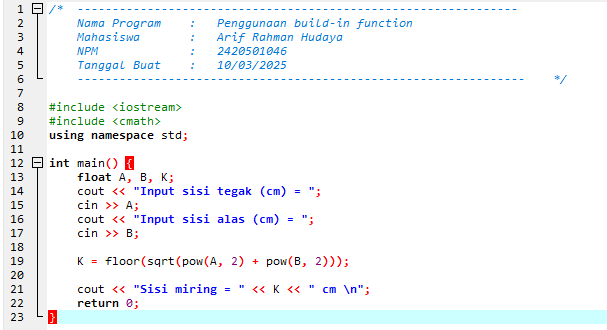 1 /* ---------------------------------------------------------------
2 Nama Program : Penggunaan build-in function
3 Mahasiswa : Arif Rahman Hudaya
4 NPM : 2420501046
5 Tanggal Buat : 10/03/2025
6 --------------------------------------------------------------- */
7
8 #include <iostream>
9 #include <cmath>
10 using namespace std;
11
12 int main() {
13 float A, B, K;
14 cout << "Input sisi tegak (cm) = ";
15 cin >> A;
16 cout << "Input sisi alas (cm) = ";
17 cin >> B;
18
19 K = floor(sqrt(pow(A, 2) + pow(B, 2)));
20
21 cout << "Sisi miring = " << K << " cm \n";
22 return 0;
23 }